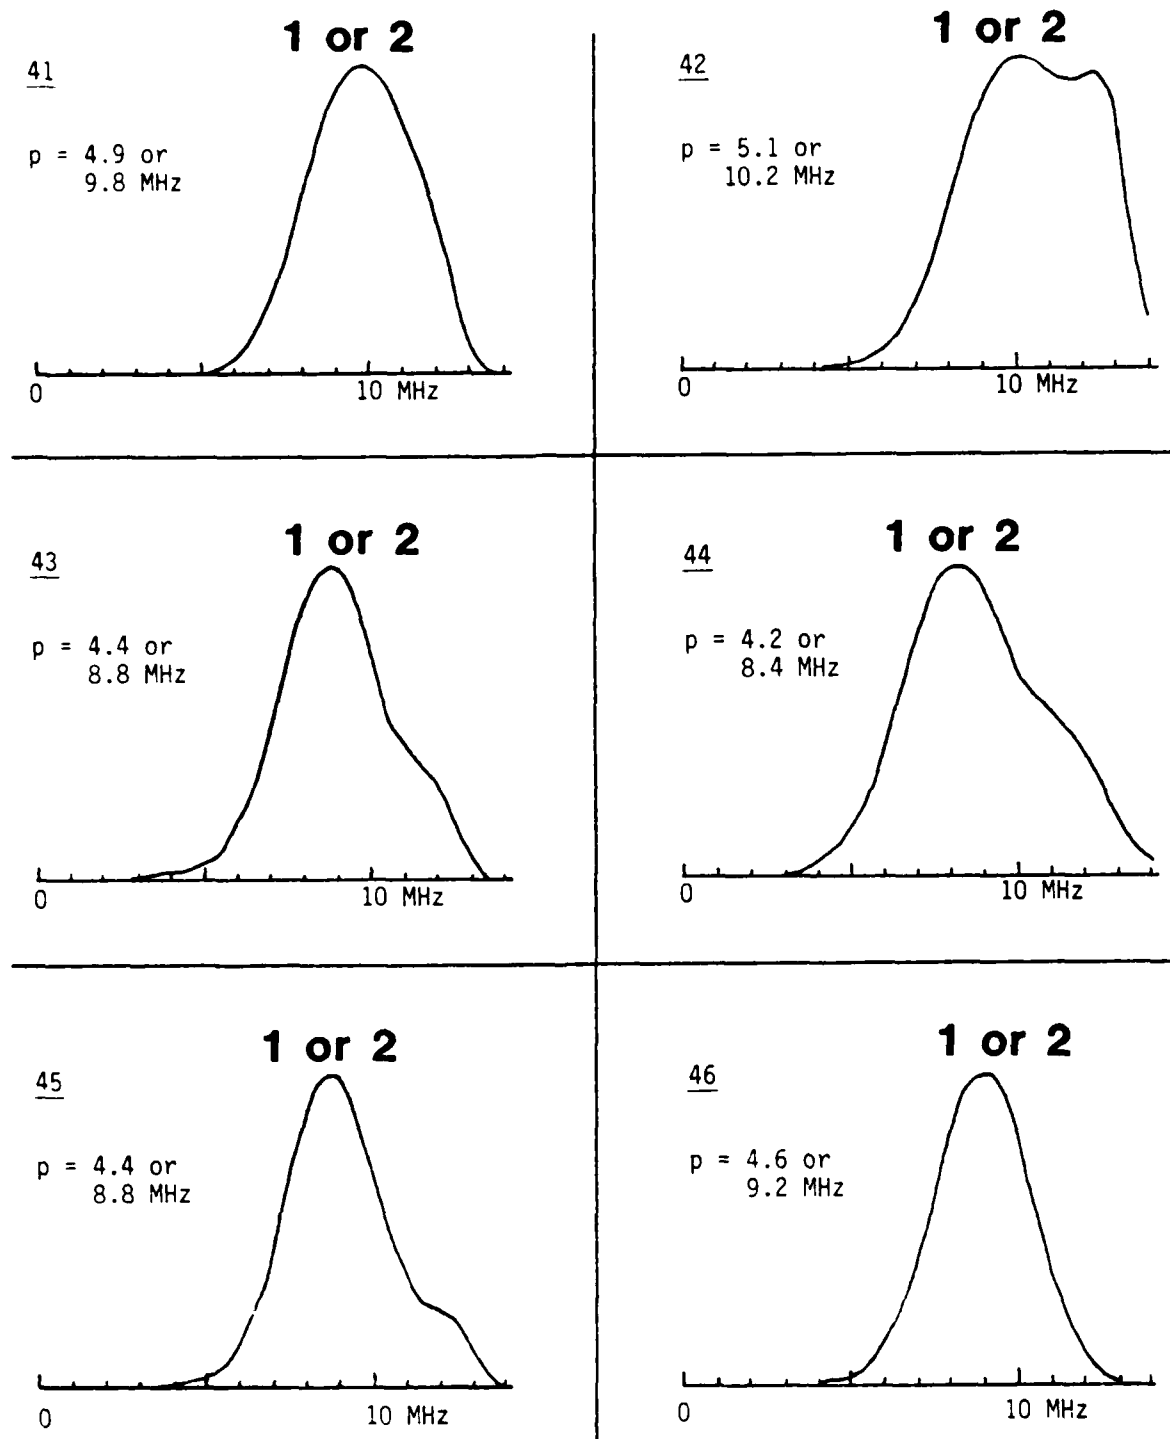 1 or 2
41
p = 4.9 or
9.8 MHz
0
10 MHz
1 or 2
42
p = 5.1 or
10.2 MHz
0
10 MHz
1 or 2
43
p = 4.4 or
8.8 MHz
0
10 MHz
1 or 2
44
p = 4.2 or
8.4 MHz
0
10 MHz
1 or 2
45
p = 4.4 or
8.8 MHz
0
10 MHz
1 or 2
46
p = 4.6 or
9.2 MHz
0
10 MHz